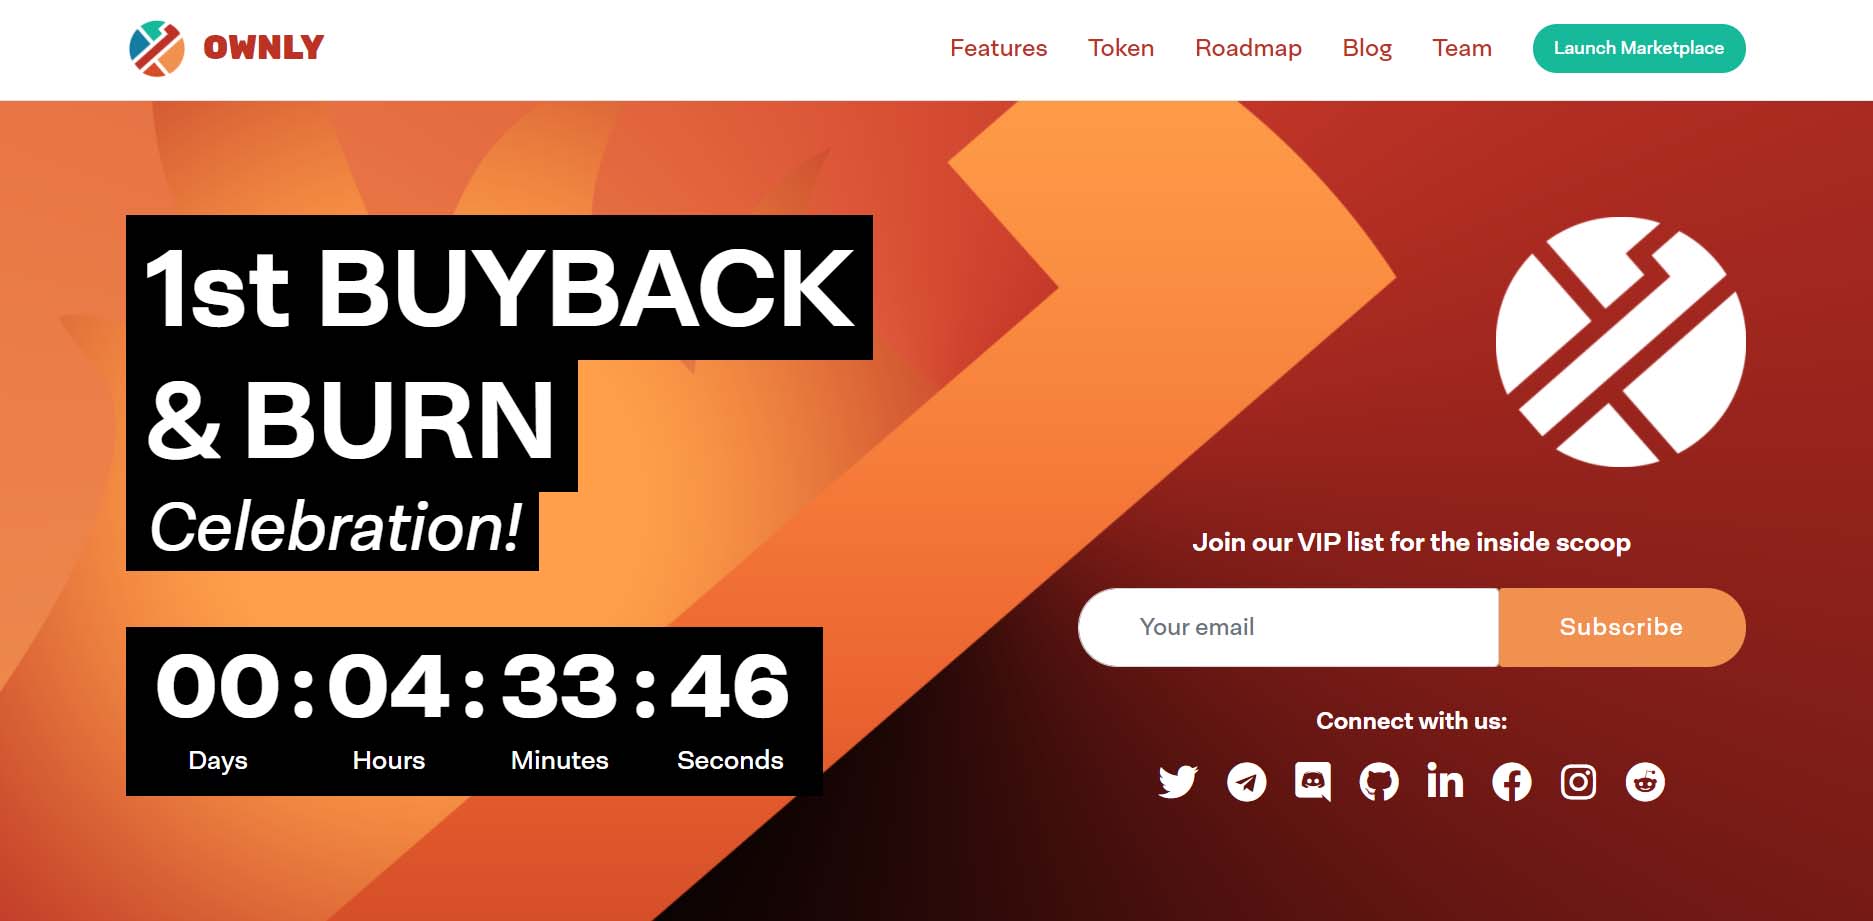 OWNLY
Features Token Roadmap Blog Team Launch Marketplace
1st BUYBACK
& BURN
Celebration!
00 : 04 : 33 : 46
Days Hours Minutes Seconds
Join our VIP list for the inside scoop
Your email Subscribe
Connect with us:
in